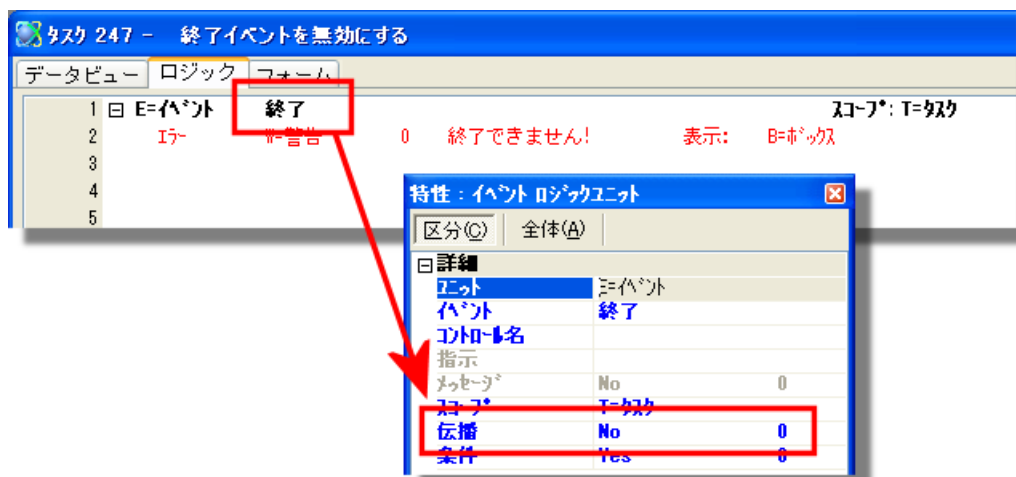 タスク 247 - 終了イベントを無効にする
データビュー ロジック フォーム
1 E=イベント 終了 スコープ: T=タスク
2 エラー W=警告 0 終了できません! 表示: B=ボックス
3
4
5
特性 : イベント ロジックユニット
区分(C) 全体(A)
詳細
ユニット E=イベント
イベント 終了
コントロール名
指示
メッセージ No 0
スコープ T=タスク
伝播 No 0
条件 Yes 0